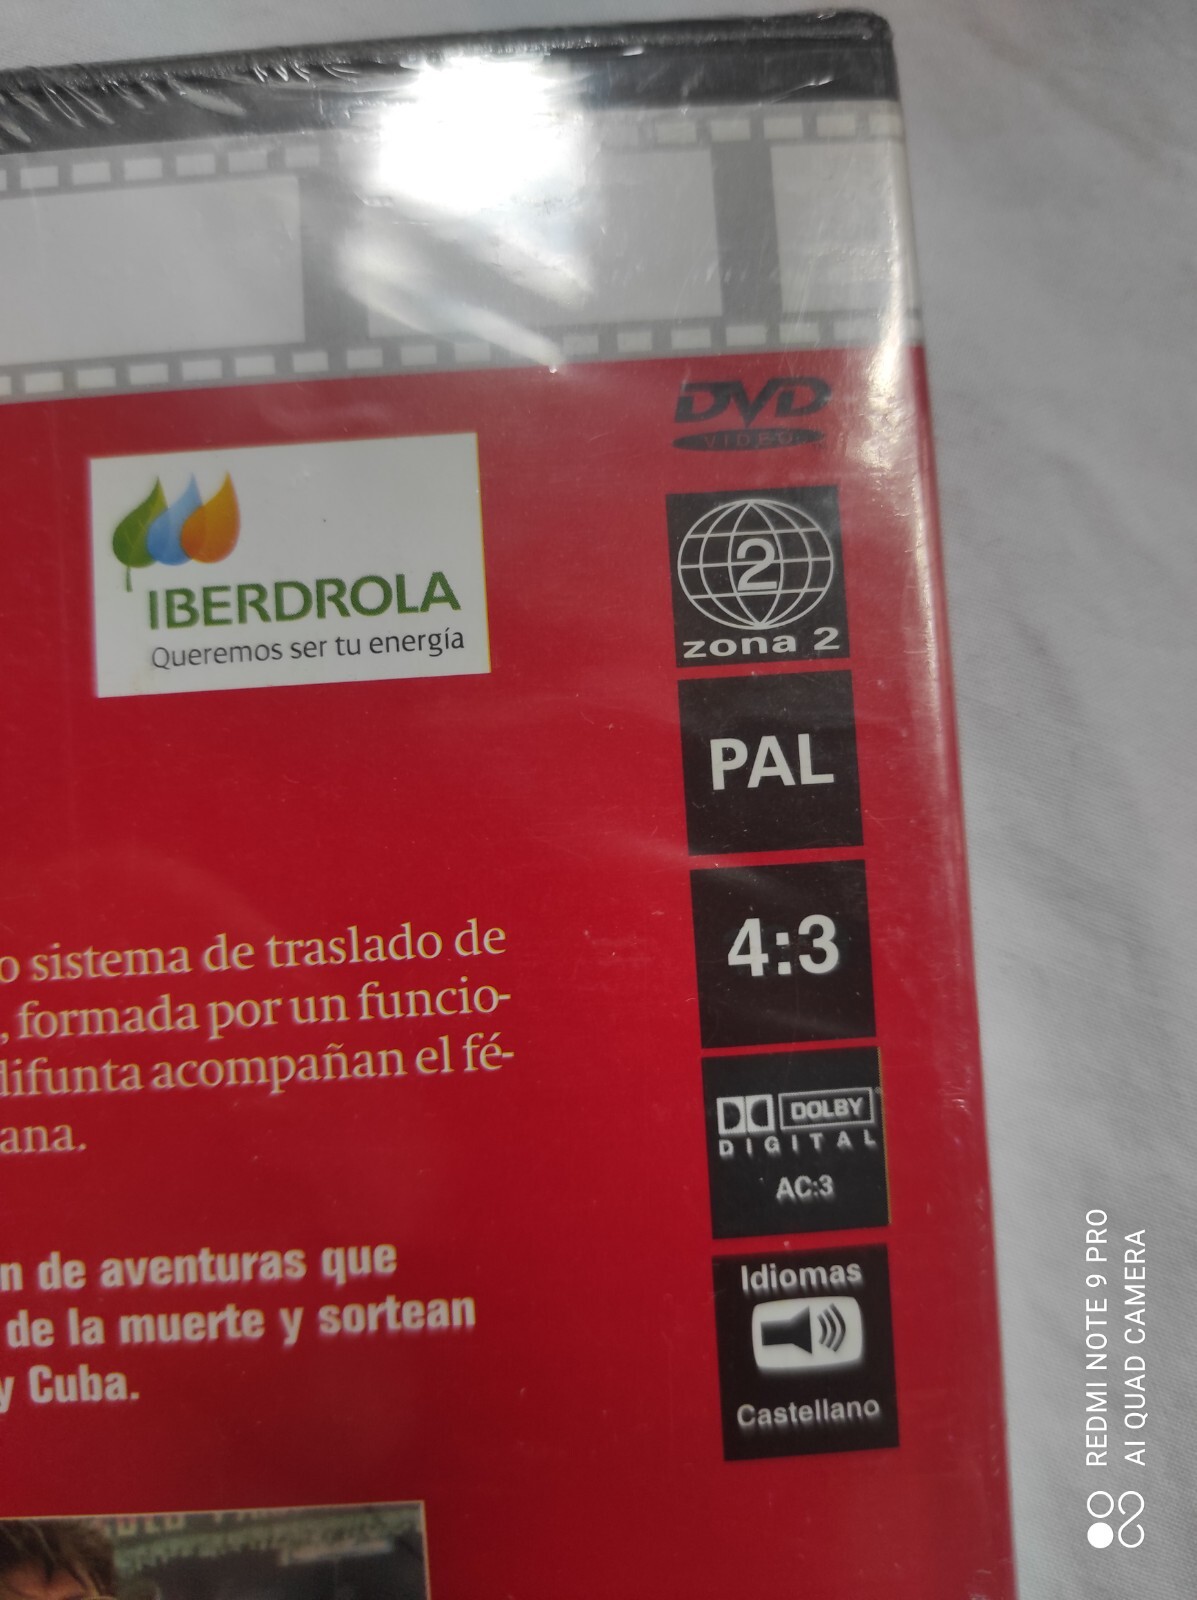 DVD
VIDEO
IBERDROLA
Queremos ser tu energía
2
zona 2
PAL
4:3
DOLBY
DIGITAL
AC:3
Idiomas
Castellano
o sistema de traslado de
, formada por un funcio-
difunta acompañan el fé-
ana.
n de aventuras que
de la muerte y sortean
y Cuba.
REDMI NOTE 9 PRO
AI QUAD CAMERA